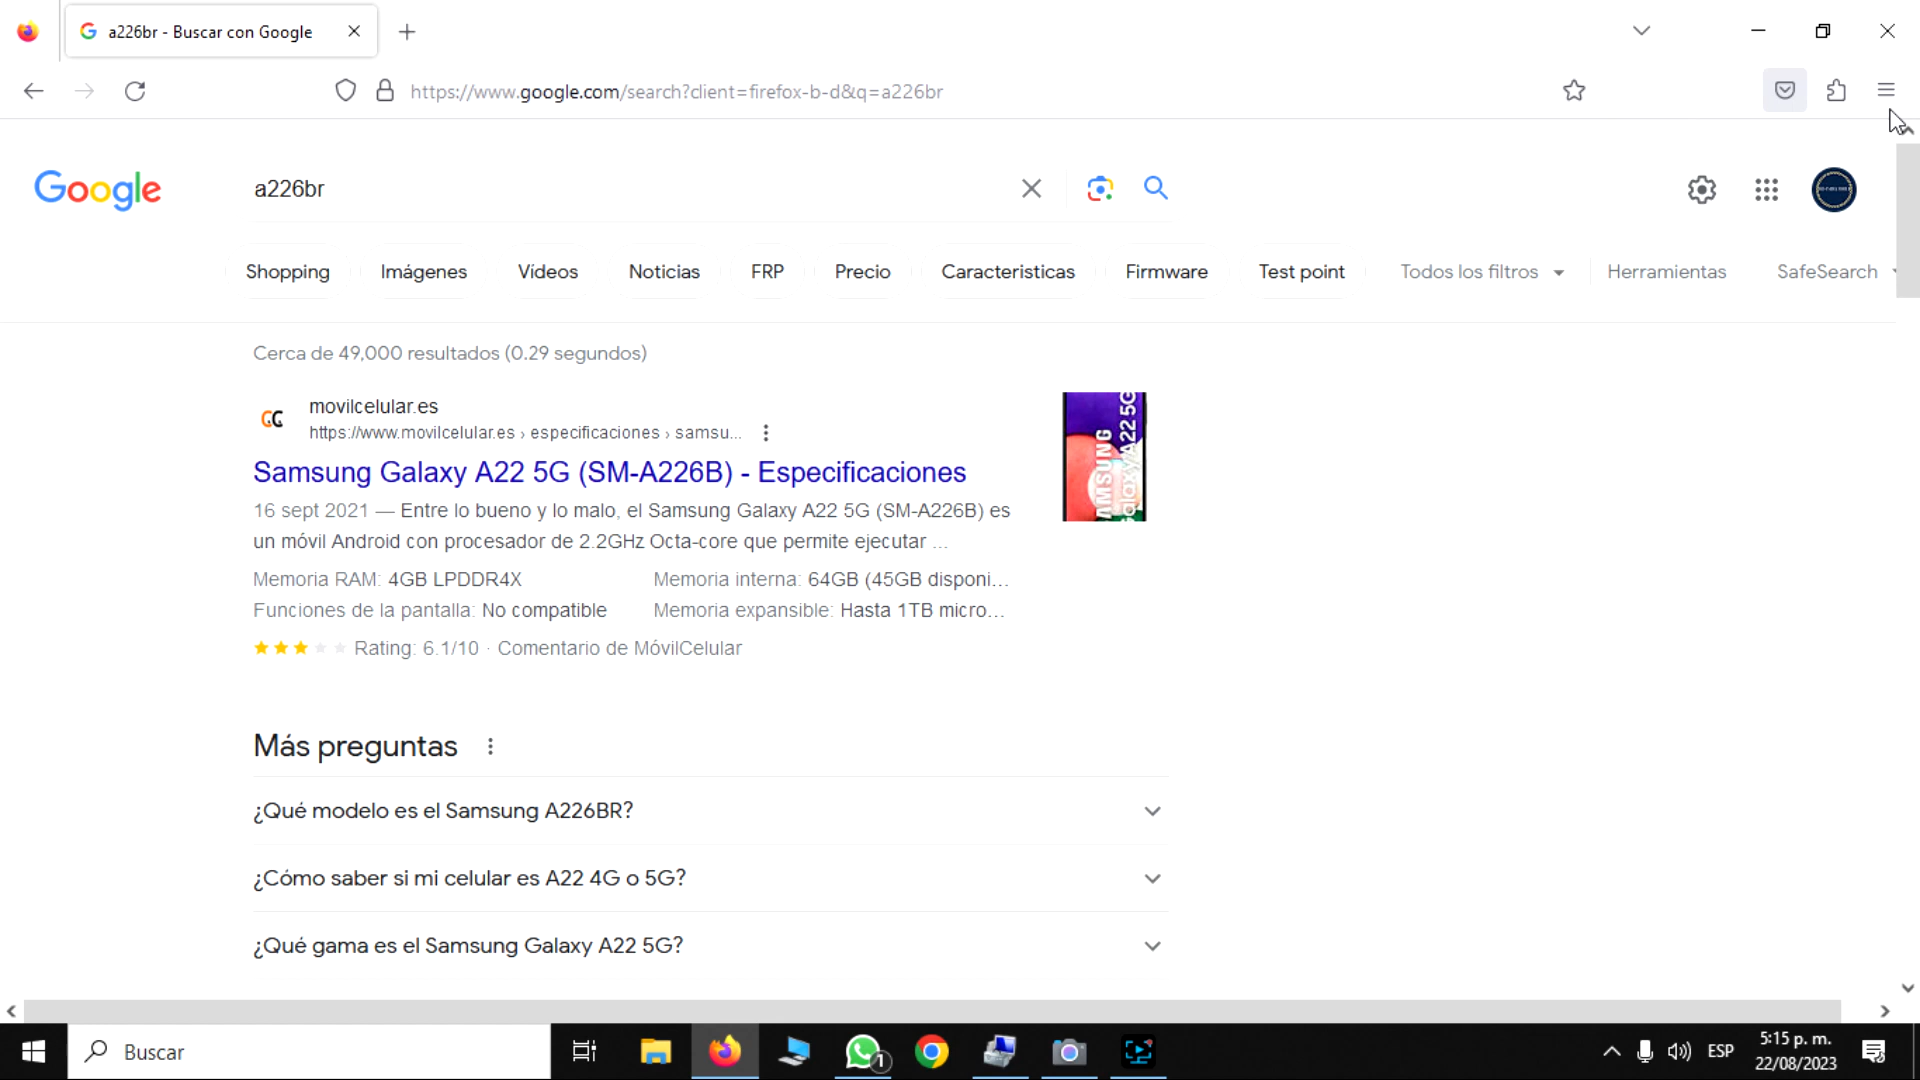 a226br - Buscar con Google
https://www.google.com/search?client=firefox-b-d&q=a226br
Google
a226br
Shopping
Imágenes
Vídeos
Noticias
FRP
Precio
Caracteristicas
Firmware
Test point
Todos los filtros
Herramientas
SafeSearch
Cerca de 49,000 resultados (0.29 segundos)
movilcelular.es
https://www.movilcelular.es › especificaciones › samsu...
Samsung Galaxy A22 5G (SM-A226B) - Especificaciones
16 sept 2021 — Entre lo bueno y lo malo, el Samsung Galaxy A22 5G (SM-A226B) es
un móvil Android con procesador de 2.2GHz Octa-core que permite ejecutar ...
Memoria RAM: 4GB LPDDR4X
Memoria interna: 64GB (45GB disponi...
Funciones de la pantalla: No compatible
Memoria expansible: Hasta 1TB micro...
Rating: 6.1/10 · Comentario de MóvilCelular
Más preguntas
¿Qué modelo es el Samsung A226BR?
¿Cómo saber si mi celular es A22 4G o 5G?
¿Qué gama es el Samsung Galaxy A22 5G?
Buscar
1
ESP
5:15 p. m.
22/08/2023